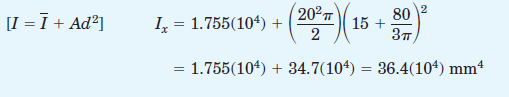 [I = I̅ + Ad²] Iₓ = 1.755(10⁴) + (20²π/2)(15 + 80/3π)²
= 1.755(10⁴) + 34.7(10⁴) = 36.4(10⁴) mm⁴